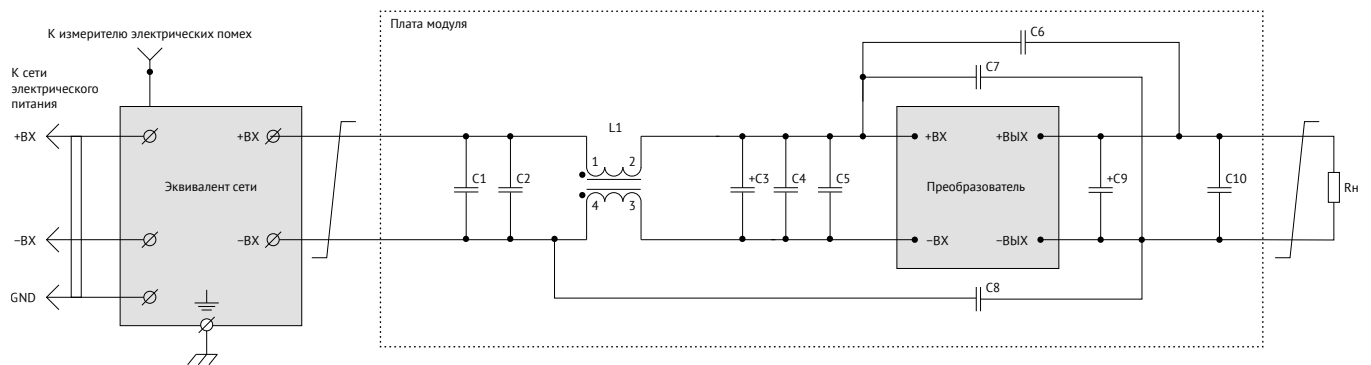 Плата модуля
К измерителю электрических помех
К сети
электрического
питания
C6
C7
+ВХ
+ВХ
L1
+ВХ
+ВЫХ
1 2
Эквивалент сети
C1
C2
+C3
C4
C5
Преобразователь
+C9
C10
Rн
4 3
−ВХ
−ВХ
−ВХ
−ВЫХ
GND
C8